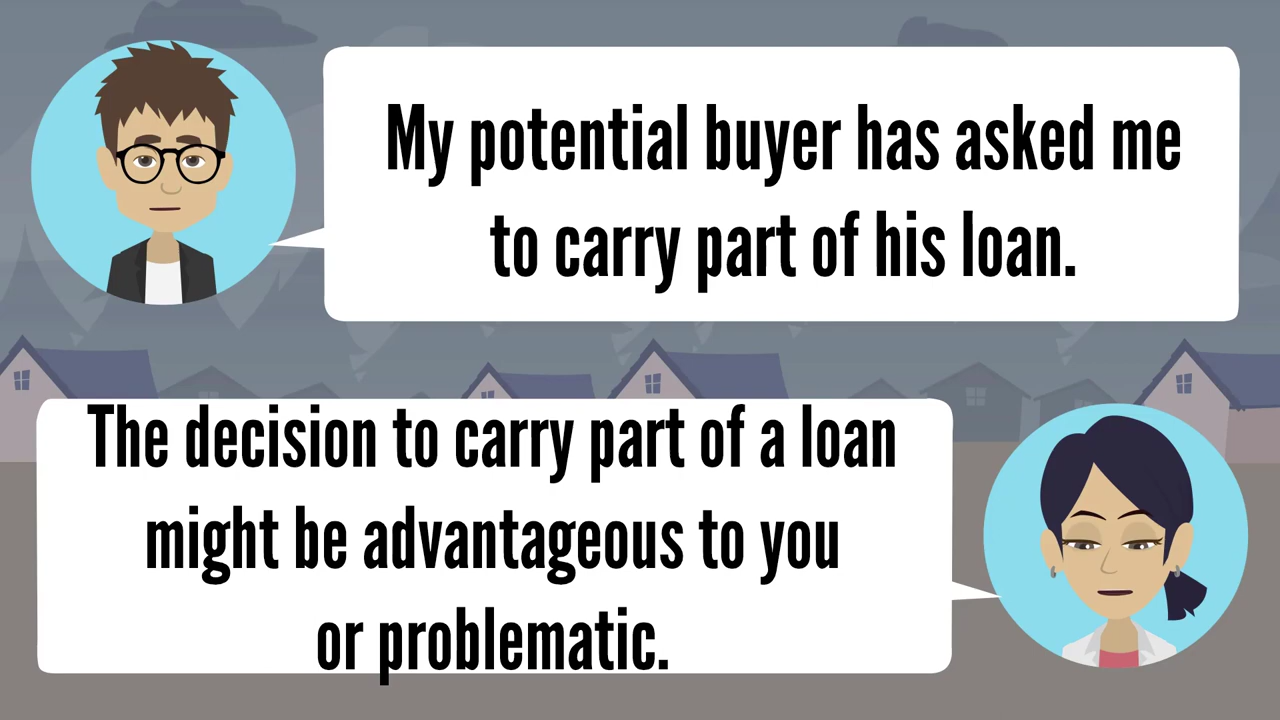 My potential buyer has asked me
to carry part of his loan.
The decision to carry part of a loan
might be advantageous to you
or problematic.